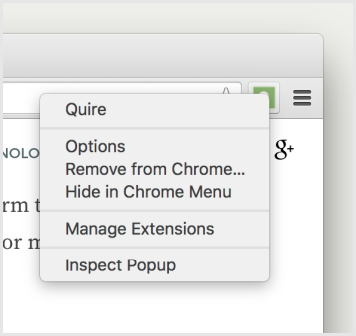 Quire
Options
NOLO
Remove from Chrome...
g+
Hide in Chrome Menu
rm t
Manage Extensions
or m
Inspect Popup